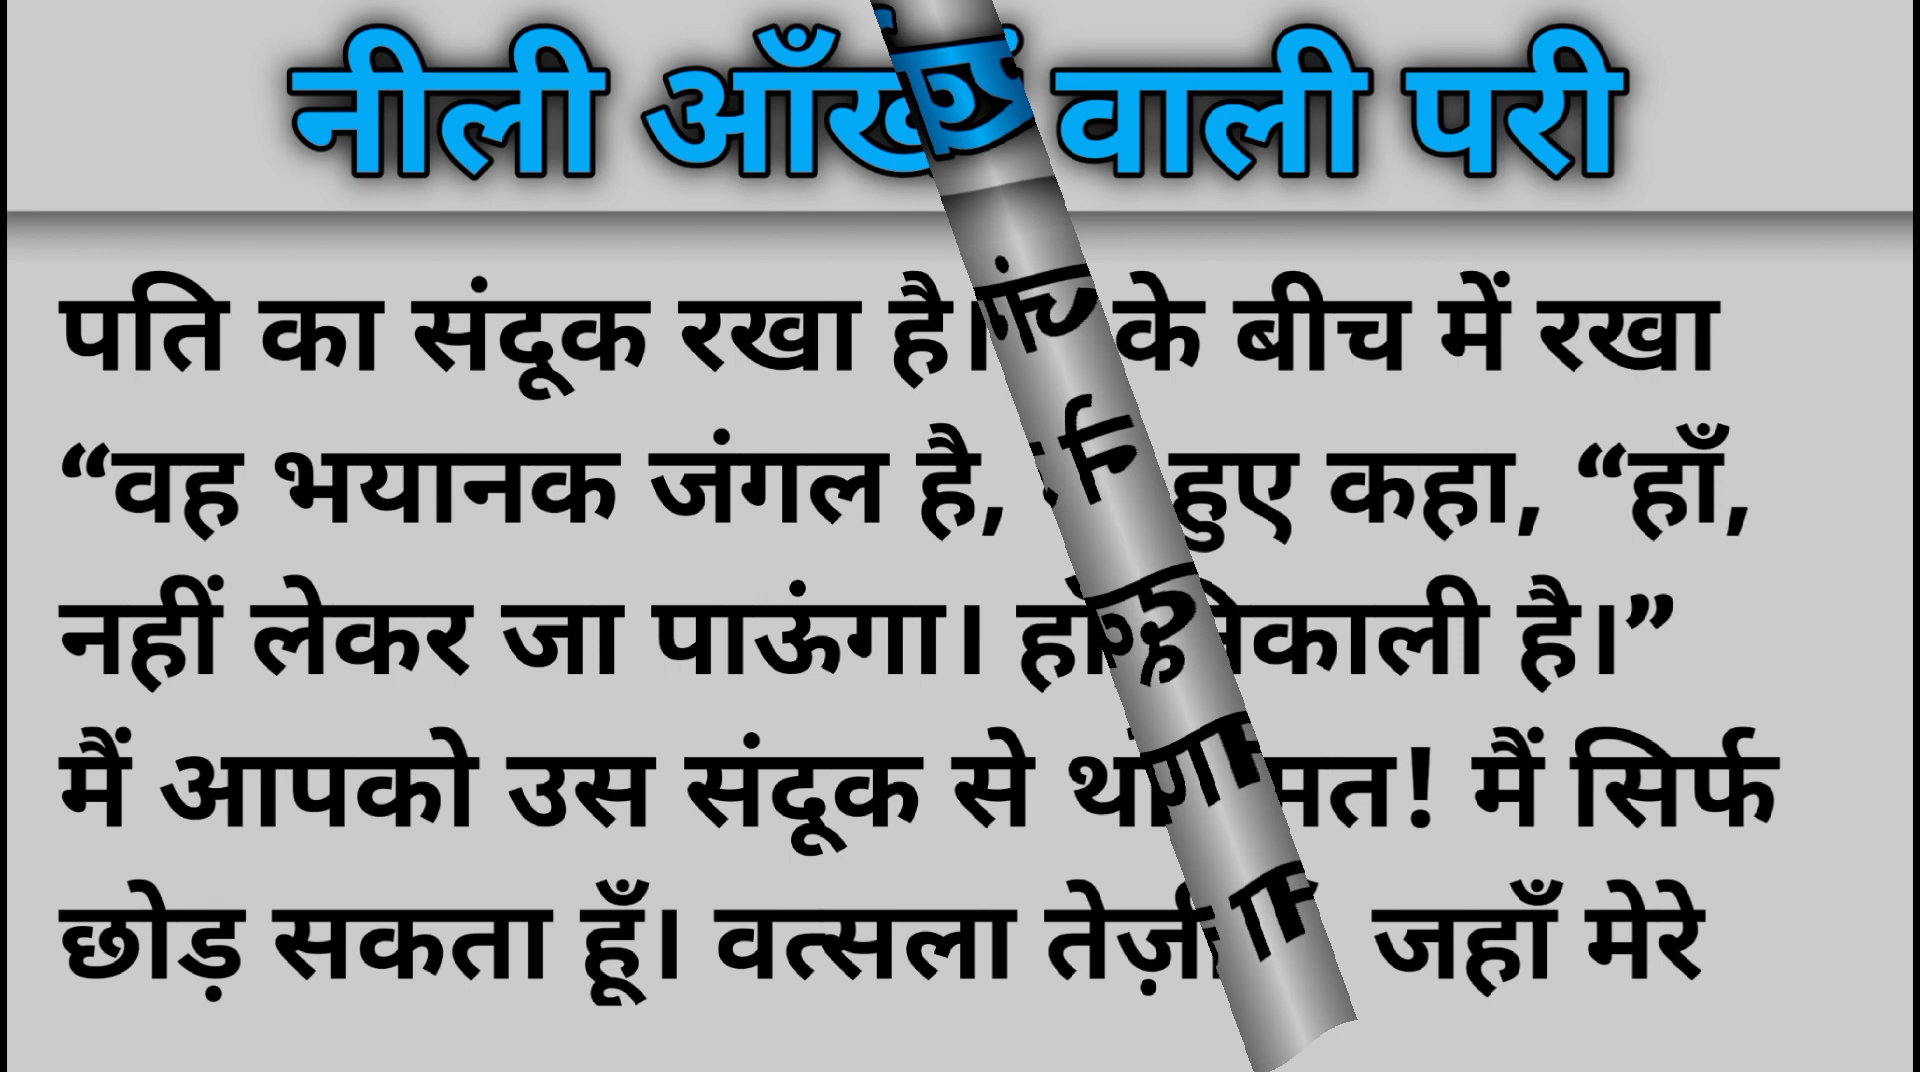 नीली आँखों वाली परी
पति का संदूक रखा है। के बीच में रखा
“वह भयानक जंगल है, हुए कहा, “हाँ,
नहीं लेकर जा पाऊंगा। निकाली है।”
मैं आपको उस संदूक से मत! मैं सिर्फ
छोड़ सकता हूँ। वत्सला जहाँ मेरे